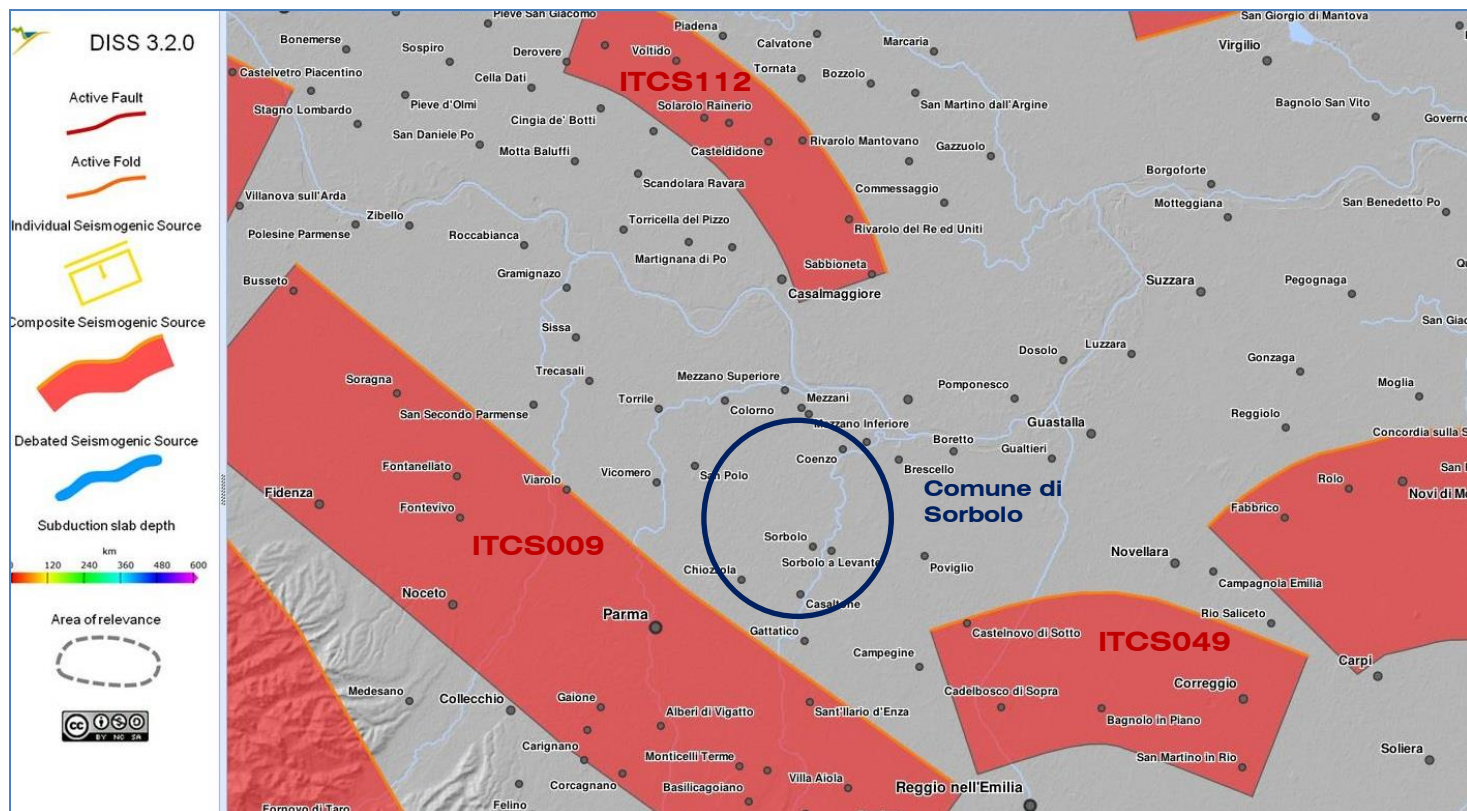 DISS 3.2.0
Active Fault
Active Fold
Individual Seismogenic Source
Composite Seismogenic Source
Debated Seismogenic Source
Subduction slab depth
km
120 240 360 480 600
Area of relevance
CC
BY NC SA
Pieve San Giacomo
Piadena
San Giorgio di Mantova
Bonemerse
Sospiro
Derovere
Voltido
Calvatone
Marcaria
Virgilio
Castelvetro Piacentino
Cella Dati
ITCS112
Tornata
Bozzolo
Stagno Lombardo
Pieve d'Olmi
Solarolo Rainerio
San Martino dall'Argine
Bagnolo San Vito
Cingia de' Botti
Governo
San Daniele Po
Motta Baluffi
Casteldidone
Rivarolo Mantovano
Gazzuolo
Scandolara Ravara
Commessaggio
Borgoforte
Villanova sull'Arda
Zibello
Torricella del Pizzo
Motteggiana
San Benedetto Po
Polesine Parmense
Roccabianca
Rivarolo del Re ed Uniti
Martignana di Po
Gramignazo
Sabbioneta
Busseto
Casalmaggiore
Suzzara
Pegognaga
Sissa
San Giac
Dosolo
Luzzara
Gonzaga
Trecasali
Soragna
Mezzano Superiore
Pomponesco
Moglia
San Secondo Parmense
Torrile
Colorno
Mezzani
Reggiolo
Mezzano Inferiore
Guastalla
Concordia sulla S
Boretto
Gualtieri
Coenzo
Brescello
Fontanellato
Vicomero
San Polo
Rolo
Viarolo
Comune di
Sorbolo
Fidenza
Fontevivo
Fabbrico
Novi di Mo
ITCS009
Sorbolo
Novellara
Sorbolo a Levante
Poviglio
Chiozzola
Campagnola Emilia
Noceto
Casaltone
Parma
Rio Saliceto
Gattatico
Castelnovo di Sotto
ITCS049
Campegine
Carpi
Medesano
Collecchio
Gaione
Cadelbosco di Sopra
Correggio
Alberi di Vigatto
Sant'Ilario d'Enza
Bagnolo in Piano
Carignano
Monticelli Terme
San Martino in Rio
Soliera
Corcagnano
Basilicagoiano
Villa Aiola
Reggio nell'Emilia
Felino
Fornovo di Taro